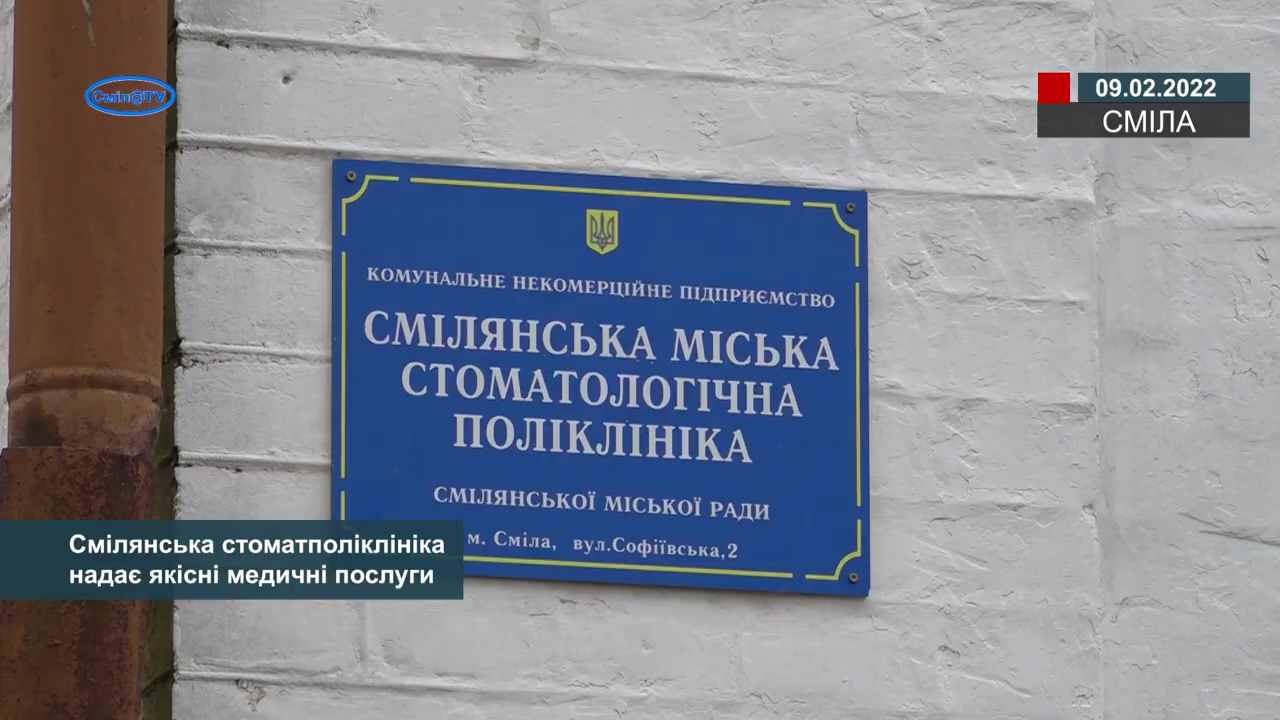 Сміл@TV
09.02.2022
СМІЛА
КОМУНАЛЬНЕ НЕКОМЕРЦІЙНЕ ПІДПРИЄМСТВО
СМІЛЯНСЬКА МІСЬКА
СТОМАТОЛОГІЧНА
ПОЛІКЛІНІКА
СМІЛЯНСЬКОЇ МІСЬКОЇ РАДИ
м. Сміла, вул.Софіївська,2
Смілянська стоматполіклініка
надає якісні медичні послуги